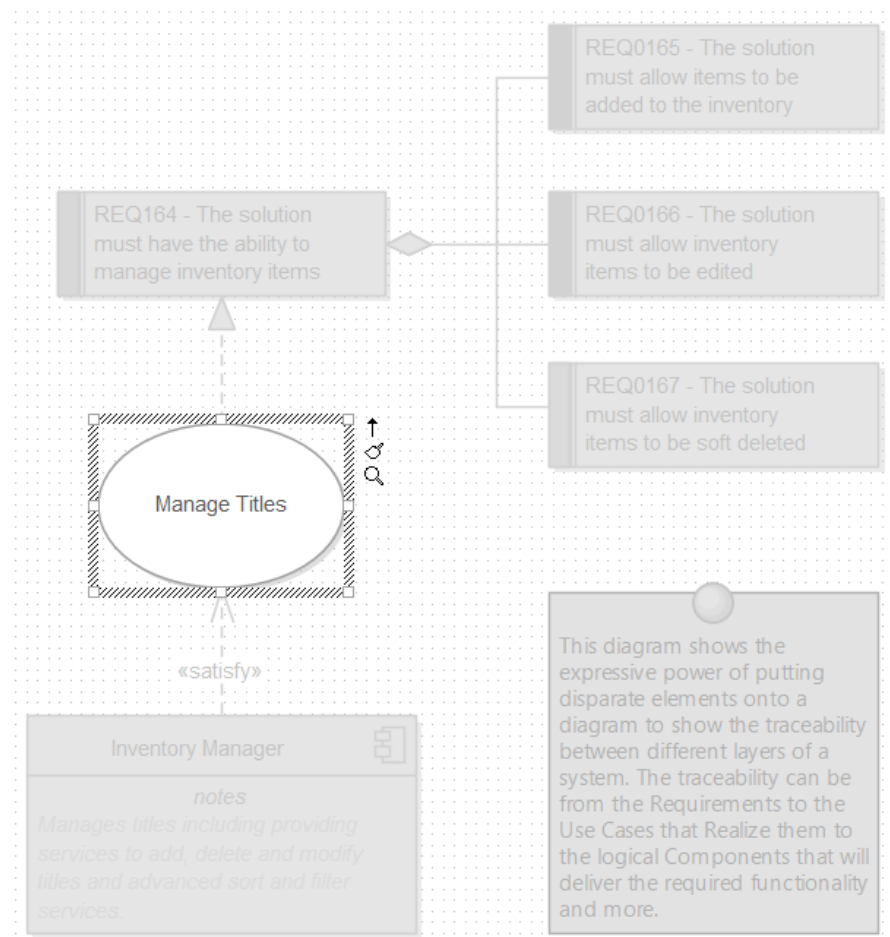 REQ0165 - The solution
must allow items to be
added to the inventory
REQ164 - The solution
must have the ability to
manage inventory items
REQ0166 - The solution
must allow inventory
items to be edited
REQ0167 - The solution
must allow inventory
items to be soft deleted
Manage Titles
«satisfy»
Inventory Manager
notes
Manages titles including providing
services to add, delete and modify
titles and advanced sort and filter
services.
This diagram shows the
expressive power of putting
disparate elements onto a
diagram to show the traceability
between different layers of a
system. The traceability can be
from the Requirements to the
Use Cases that Realize them to
the logical Components that will
deliver the required functionality
and more.